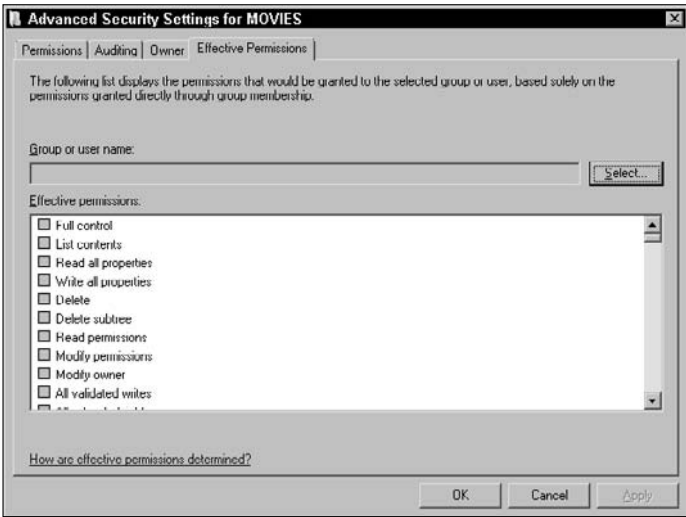 Advanced Security Settings for MOVIES
Permissions Auditing Owner Effective Permissions
The following list displays the permissions that would be granted to the selected group or user, based solely on the
permissions granted directly through group membership.
Group or user name:
Select...
Effective permissions:
Full control
List contents
Read all properties
Write all properties
Delete
Delete subtree
Read permissions
Modify permissions
Modify owner
All validated writes
How are effective permissions determined?
OK Cancel Apply